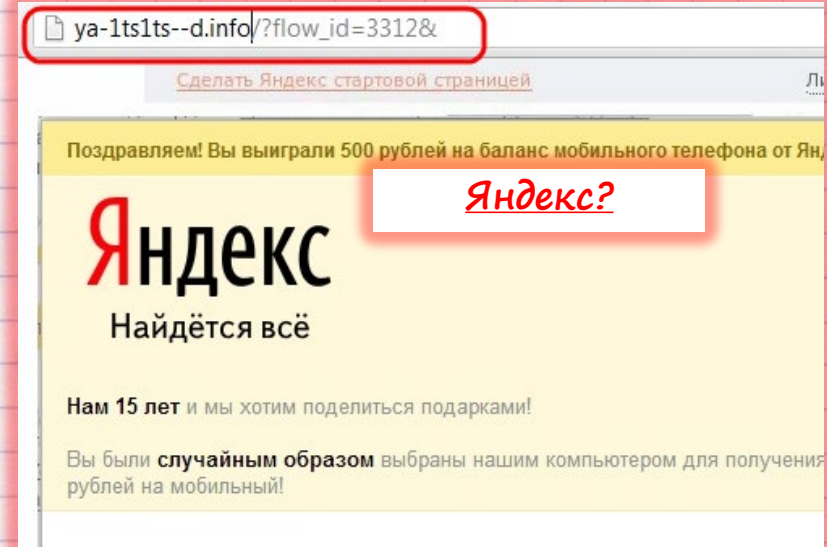 ya-1ts1ts--d.info/?flow_id=3312&
Сделать Яндекс стартовой страницей
Поздравляем! Вы выиграли 500 рублей на баланс мобильного телефона от Ян
Яндекс?
Яндекс
Найдётся всё
Нам 15 лет и мы хотим поделиться подарками!
Вы были случайным образом выбраны нашим компьютером для получения
рублей на мобильный!